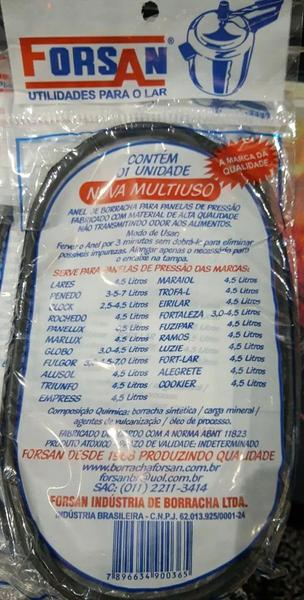 FORSAN®
UTILIDADES PARA O LAR
CONTÉM
01 UNIDADE
NOVA MULTIUSO
A MARCA DA
QUALIDADE
ANEL DE BORRACHA PARA PANELAS DE PRESSÃO
FABRICADO COM MATERIAL DE ALTA QUALIDADE
NÃO TRANSMITINDO ODOR AOS ALIMENTOS.
Modo de Usar:
Ferver o Anel por 3 minutos sem dobrá-lo para eliminar
possíveis impurezas. Alargar apenas o necessário para
o encaixe na tampa.
SERVE PARA PANELAS DE PRESSÃO DAS MARCAS:
LARES 4,5 Litros MARAIOL 4,5 Litros
PENEDO 3-5-7 Litros TROFA-L 4,5 Litros
CLOCK 2,5-4,5 Litros EIRILAR 4,5 Litros
ROCHEDO 4,5 Litros FORTALEZA 3,0-4,5 Litros
PANELUX 4,5 Litros FUZIPAR 4,5 Litros
MARLUX 4,5 Litros RAMOS 4,5 Litros
GLOBO 3,0-4,5 Litros LUZIE 4,5 Litros
FULGOR 4,5-7,0 Litros FORT-LAR 4,5 Litros
4,5 Litros ALEGRETE 4,5 Litros
TRIUNFO 4,5 Litros COOKIER 4,5 Litros
EMPRESS 4,5 Litros
Composição Química: borracha sintética / carga mineral /
agentes de vulcanização / óleo de processo.
FABRICADO DE ACORDO COM A NORMA ABNT 11823
PRODUTO ATÓXICO - PRAZO DE VALIDADE: INDETERMINADO
FORSAN DESDE 1968 PRODUZINDO QUALIDADE
www.borrachaforsan.com.br
forsanbr@uol.com.br
SAC: (011) 2211-3414
FORSAN INDÚSTRIA DE BORRACHA LTDA.
INDÚSTRIA BRASILEIRA - C.N.P.J. 62.013.925/0001-24
7 896634 900365